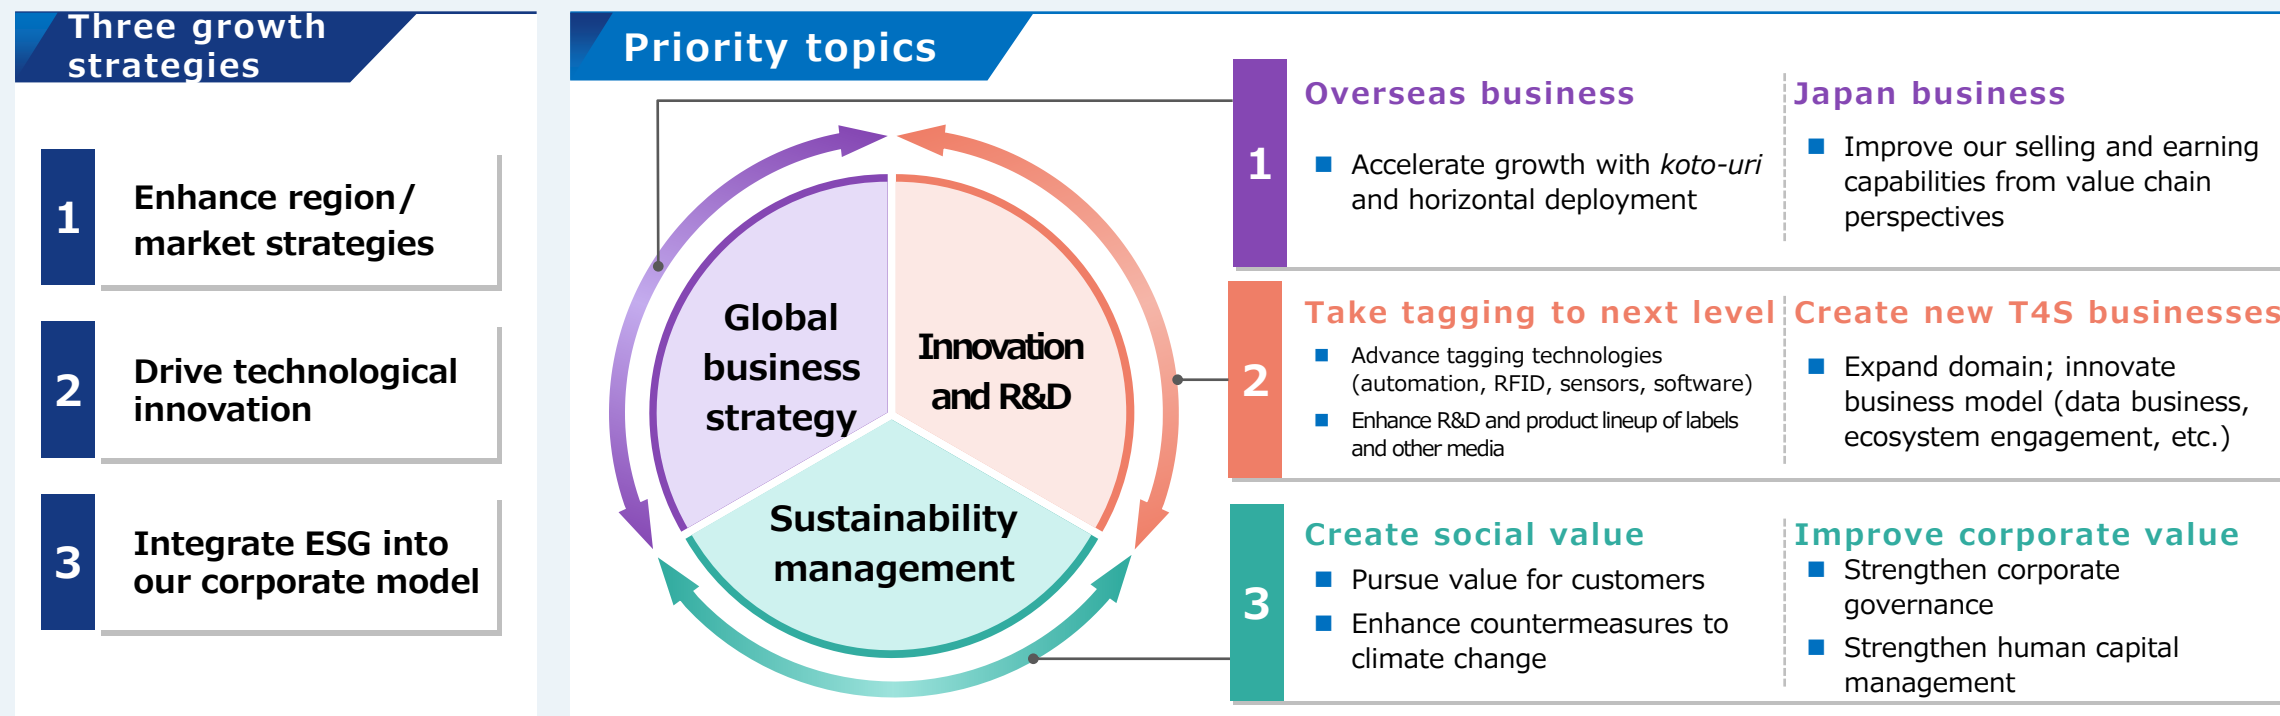 Three growth
strategies
1
Enhance region/
market strategies
2
Drive technological
innovation
3
Integrate ESG into
our corporate model
Priority topics
Global
business
strategy
Innovation
and R&D
Sustainability
management
1
Overseas business
Accelerate growth with koto-uri
and horizontal deployment
Japan business
Improve our selling and earning
capabilities from value chain
perspectives
2
Take tagging to next level
Advance tagging technologies
(automation, RFID, sensors, software)
Enhance R&D and product lineup of labels
and other media
Create new T4S businesses
Expand domain; innovate
business model (data business,
ecosystem engagement, etc.)
3
Create social value
Pursue value for customers
Enhance countermeasures to
climate change
Improve corporate value
Strengthen corporate
governance
Strengthen human capital
management